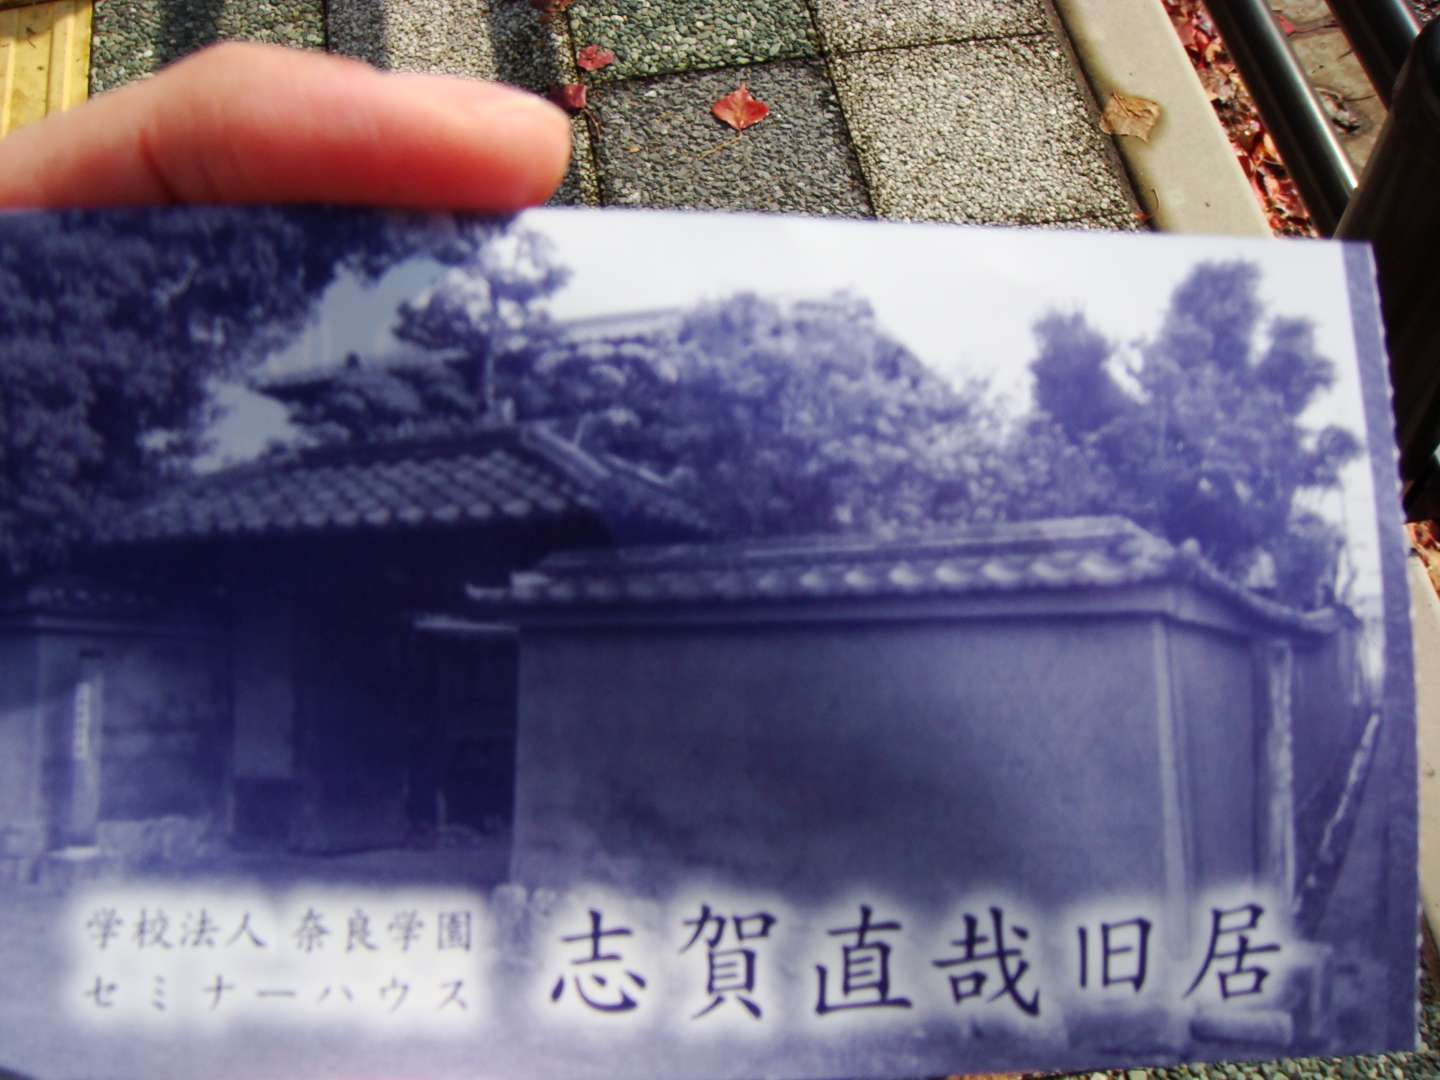 学校法人 奈良学園
セミナーハウス
志賀直哉旧居